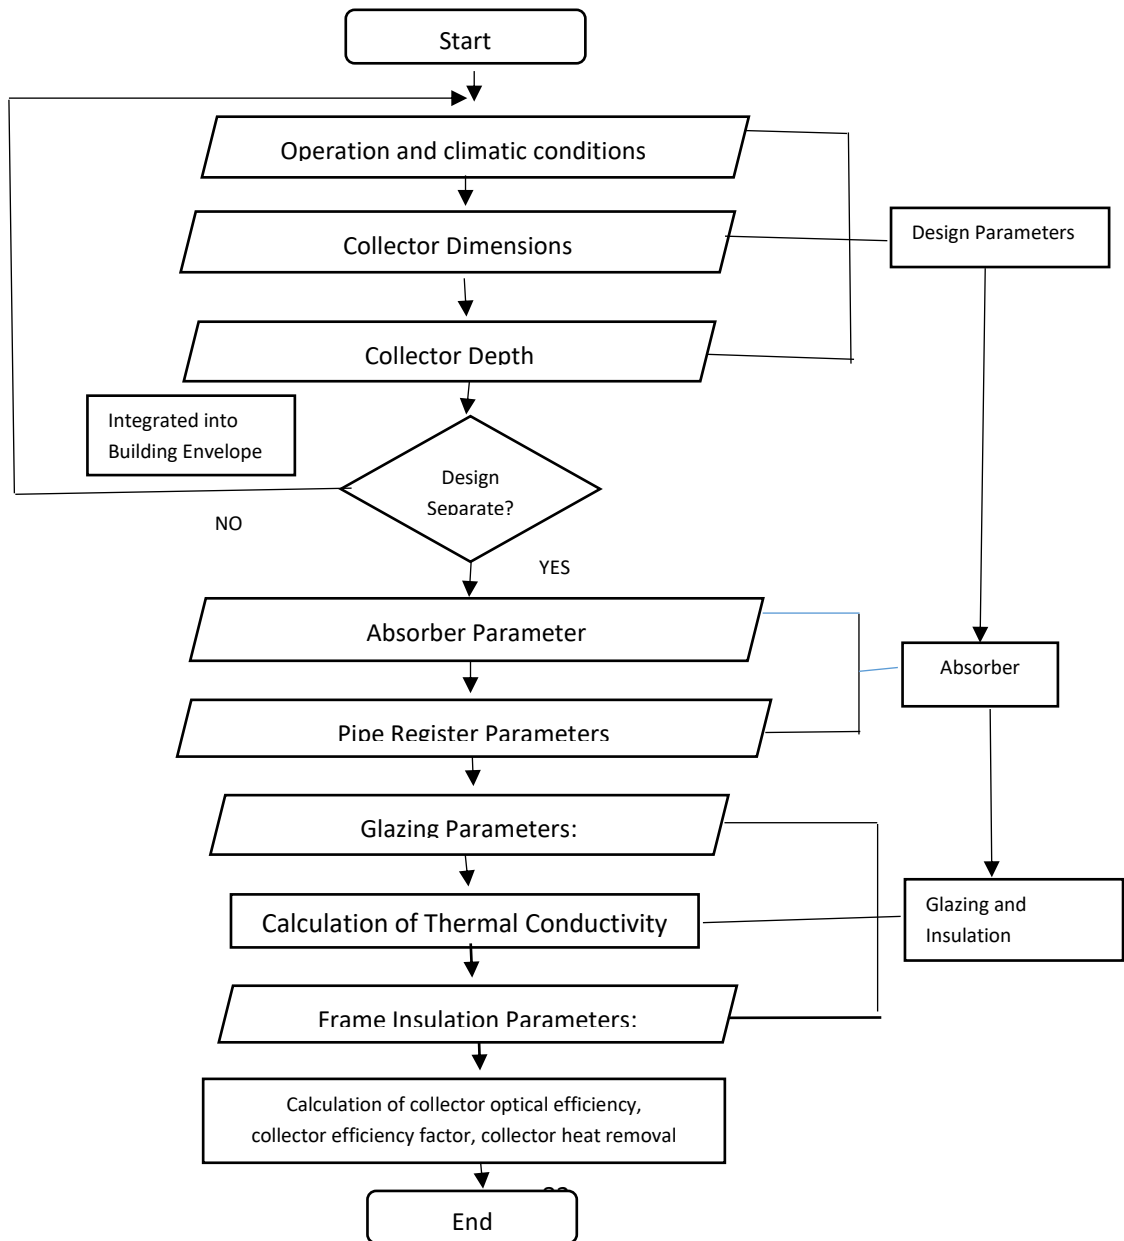 Start
Operation and climatic conditions
Collector Dimensions
Design Parameters
Collector Depth
Integrated into
Building Envelope
Design
Separate?
NO
YES
Absorber Parameter
Absorber
Pipe Register Parameters
Glazing Parameters:
Calculation of Thermal Conductivity
Glazing and
Insulation
Frame Insulation Parameters:
Calculation of collector optical efficiency,
collector efficiency factor, collector heat removal
End